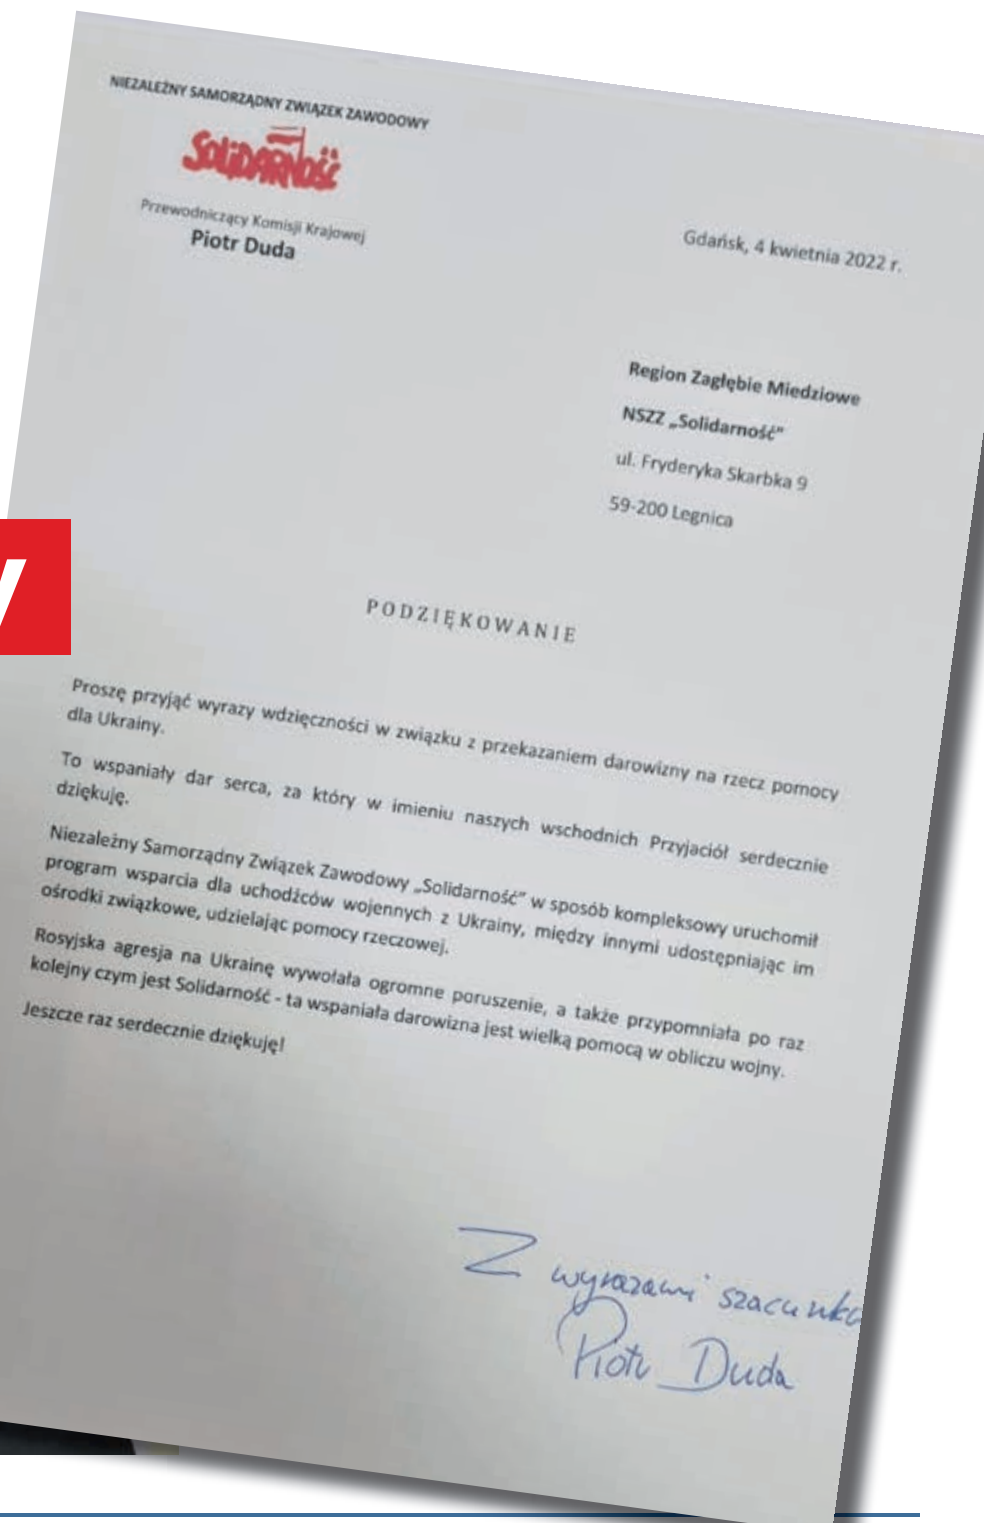 NIEZALEŻNY SAMORZĄDNY ZWIĄZEK ZAWODOWY
SOLIDARNOŚĆ
Przewodniczący Komisji Krajowej
Piotr Duda
Gdańsk, 4 kwietnia 2022 r.
Region Zagłębie Miedziowe
NSZZ „Solidarność”
ul. Fryderyka Skarbka 9
59-200 Legnica
PODZIĘKOWANIE
Proszę przyjąć wyrazy wdzięczności w związku z przekazaniem darowizny na rzecz pomocy
dla Ukrainy.
To wspaniały dar serca, za który w imieniu naszych wschodnich Przyjaciół serdecznie
dziękuję.
Niezależny Samorządny Związek Zawodowy „Solidarność” w sposób kompleksowy uruchomił
program wsparcia dla uchodźców wojennych z Ukrainy, między innymi udostępniając im
ośrodki związkowe, udzielając pomocy rzeczowej.
Rosyjska agresja na Ukrainę wywołała ogromne poruszenie, a także przypomniała po raz
kolejny czym jest Solidarność - ta wspaniała darowizna jest wielką pomocą w obliczu wojny.
Jeszcze raz serdecznie dziękuję!
Z wyrazami szacunku
Piotr Duda